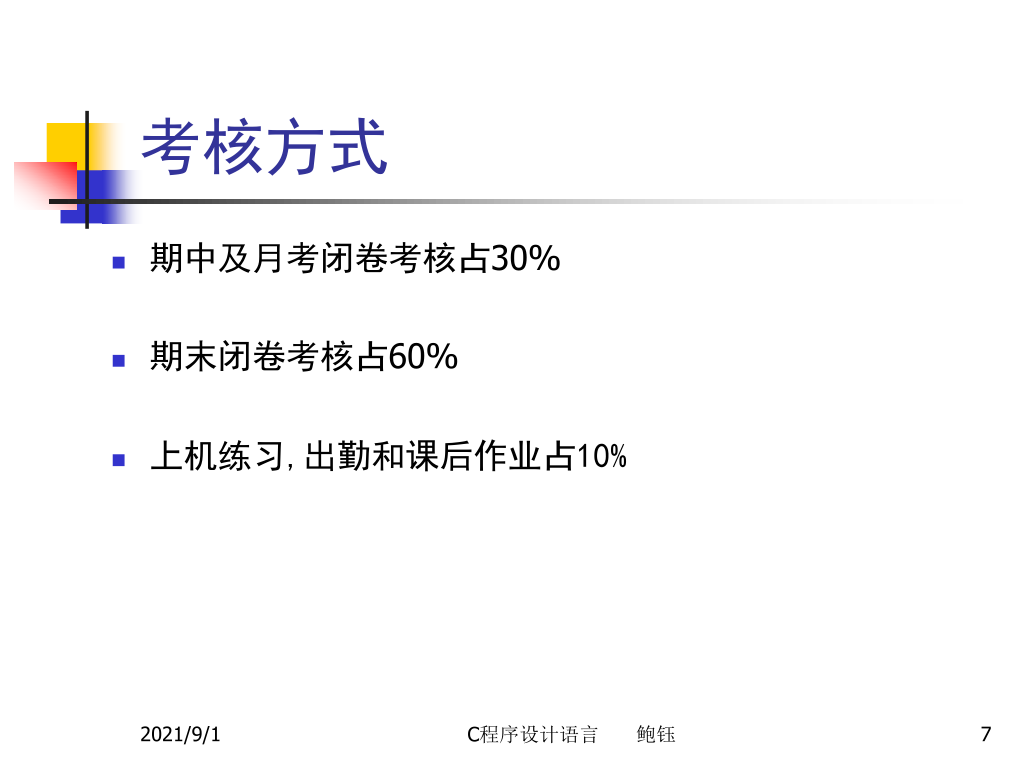 考核方式
期中及月考闭卷考核占30%
期末闭卷考核占60%
上机练习,出勤和课后作业占10%
2021/9/1 C程序设计语言 鲍钰 7